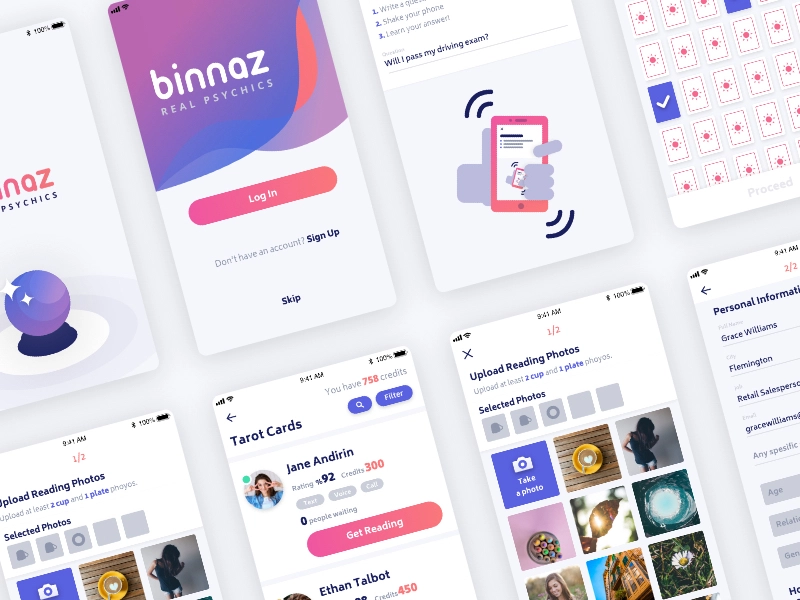 100%
naz
PSYCHICS
binnaz
REAL PSYCHICS
Log In
Don't have an account? Sign Up
Skip
1. Write a
2. Shake your phone.
3. Learn your answer!
Question
Will I pass my driving exam?
Proceed
9:41 AM
100%
1/2
Upload Reading Photos
Upload at least 2 cup and 1 plate phoyos.
Selected Photos
9:41 AM
100%
You have 758 credits
Filter
Tarot Cards
Jane Andirin
Rating %92 Credits 300
Text
Voice
Call
0 people waiting
Get Reading
Ethan Talbot
Credits 450
9:41 AM
100%
1/2
Upload Reading Photos
Upload at least 2 cup and 1 plate phoyos.
Selected Photos
Take
a photo
9:41 AM
2/2
Personal Informati
Full Name
Grace Williams
City
Flemington
Job
Retail Salesperso
Email
gracewilliams@
Any spesific
Age
Relati
Gen
Ho